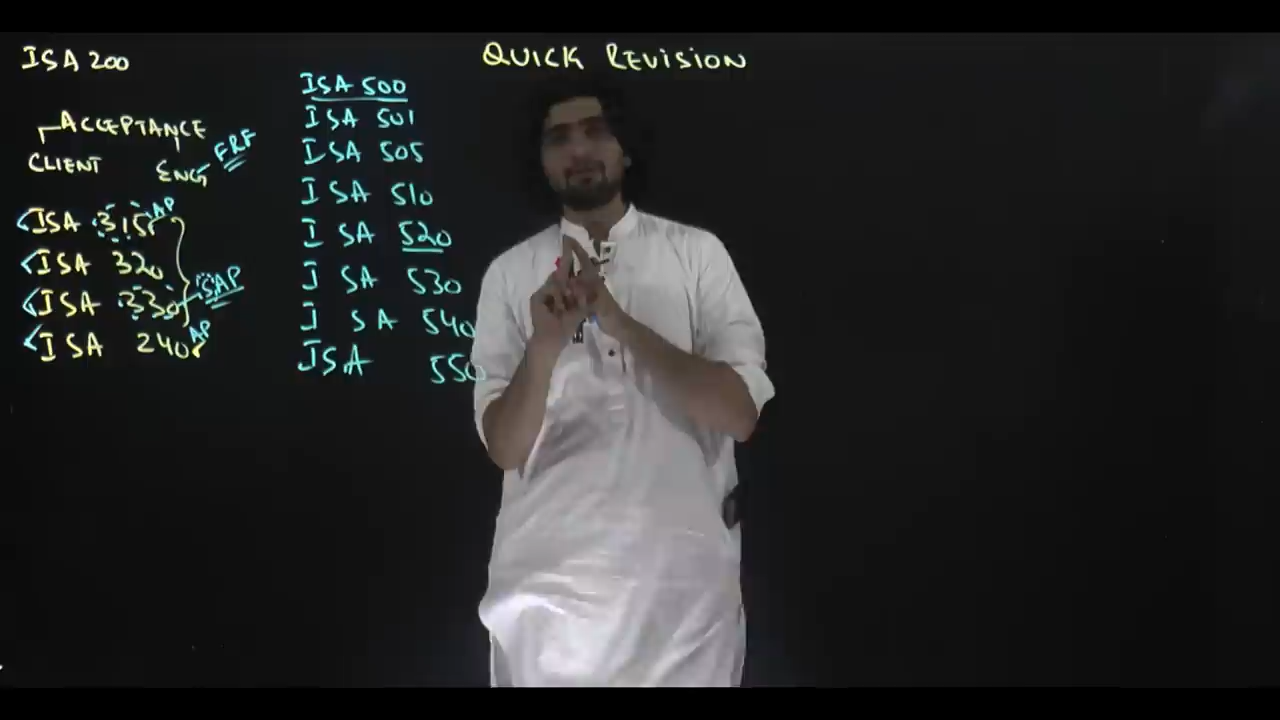 QUICK REVISION
ISA 200
ACCEPTANCE
CLIENT ENG FRF
ISA 315 AP
ISA 320
ISA 330 SAP
ISA 240 AP
ISA 500
ISA 501
ISA 505
ISA 510
ISA 520
ISA 530
ISA 540
ISA 550